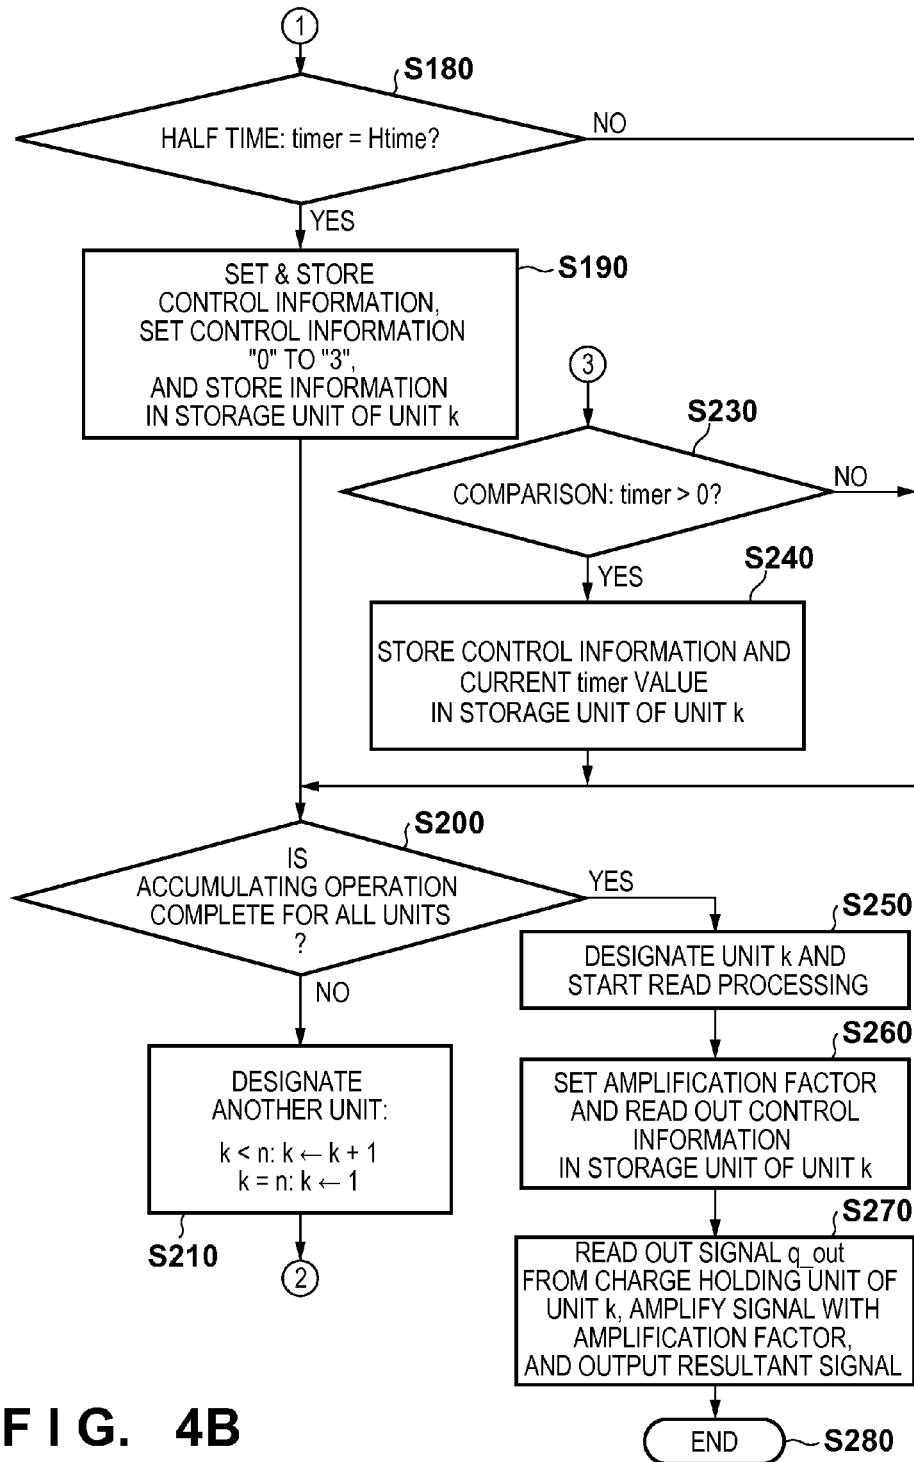 1
S180
HALF TIME: timer = Htime?
NO
YES
SET & STORE
CONTROL INFORMATION,
SET CONTROL INFORMATION
"0" TO "3",
AND STORE INFORMATION
IN STORAGE UNIT OF UNIT k
S190
3
S230
COMPARISON: timer > 0?
NO
YES
S240
STORE CONTROL INFORMATION AND
CURRENT timer VALUE
IN STORAGE UNIT OF UNIT k
S200
IS
ACCUMULATING OPERATION
COMPLETE FOR ALL UNITS
?
YES
NO
DESIGNATE
ANOTHER UNIT:
k < n: k ← k + 1
k = n: k ← 1
S210
2
S250
DESIGNATE UNIT k AND
START READ PROCESSING
S260
SET AMPLIFICATION FACTOR
AND READ OUT CONTROL
INFORMATION
IN STORAGE UNIT OF UNIT k
S270
READ OUT SIGNAL q_out
FROM CHARGE HOLDING UNIT OF
UNIT k, AMPLIFY SIGNAL WITH
AMPLIFICATION FACTOR,
AND OUTPUT RESULTANT SIGNAL
END
S280
FIG. 4B